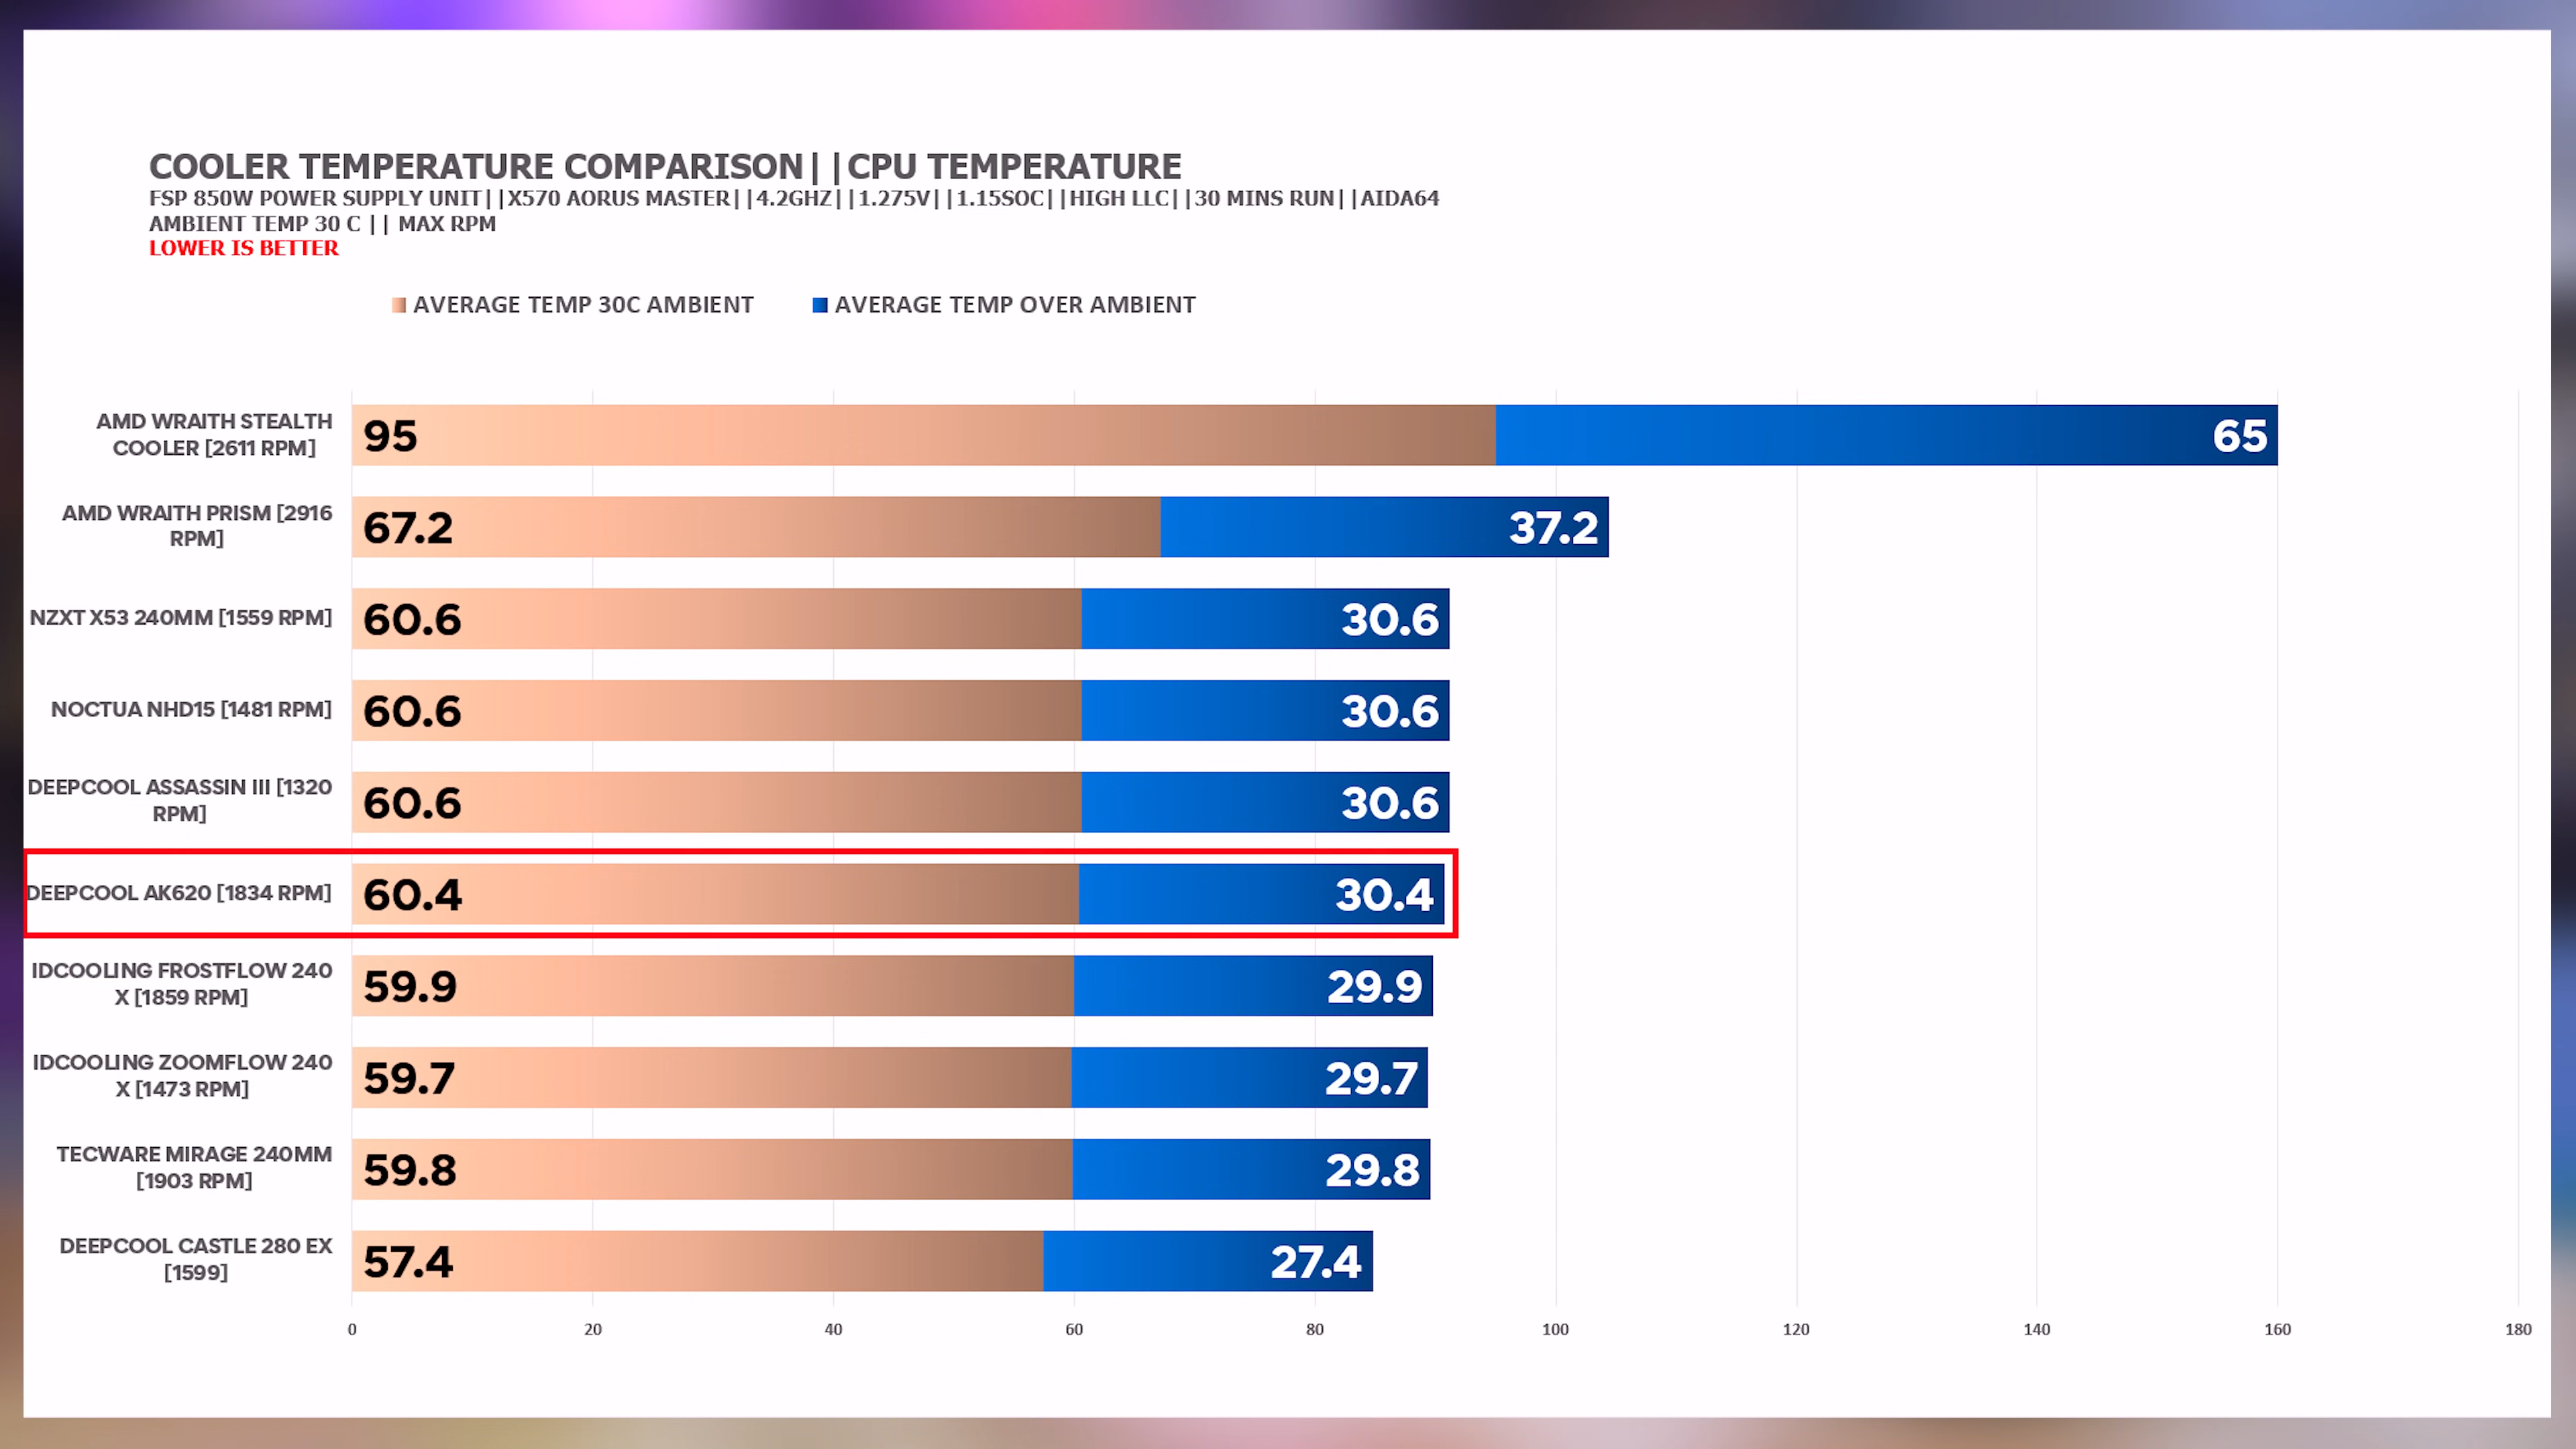 COOLER TEMPERATURE COMPARISON||CPU TEMPERATURE
FSP 850W POWER SUPPLY UNIT||X570 AORUS MASTER||4.2GHZ||1.275V||1.15SOC||HIGH LLC||30 MINS RUN||AIDA64
AMBIENT TEMP 30 C || MAX RPM
LOWER IS BETTER
AVERAGE TEMP 30C AMBIENT AVERAGE TEMP OVER AMBIENT
AMD WRAITH STEALTH
COOLER [2611 RPM]
95 65
AMD WRAITH PRISM [2916
RPM]
67.2 37.2
NZXT X53 240MM [1559 RPM] 60.6 30.6
NOCTUA NHD15 [1481 RPM] 60.6 30.6
DEEPCOOL ASSASSIN III [1320
RPM]
60.6 30.6
DEEPCOOL AK620 [1834 RPM] 60.4 30.4
IDCOOLING FROSTFLOW 240
X [1859 RPM]
59.9 29.9
IDCOOLING ZOOMFLOW 240
X [1473 RPM]
59.7 29.7
TECWARE MIRAGE 240MM
[1903 RPM]
59.8 29.8
DEEPCOOL CASTLE 280 EX
[1599]
57.4 27.4
0 20 40 60 80 100 120 140 160 180